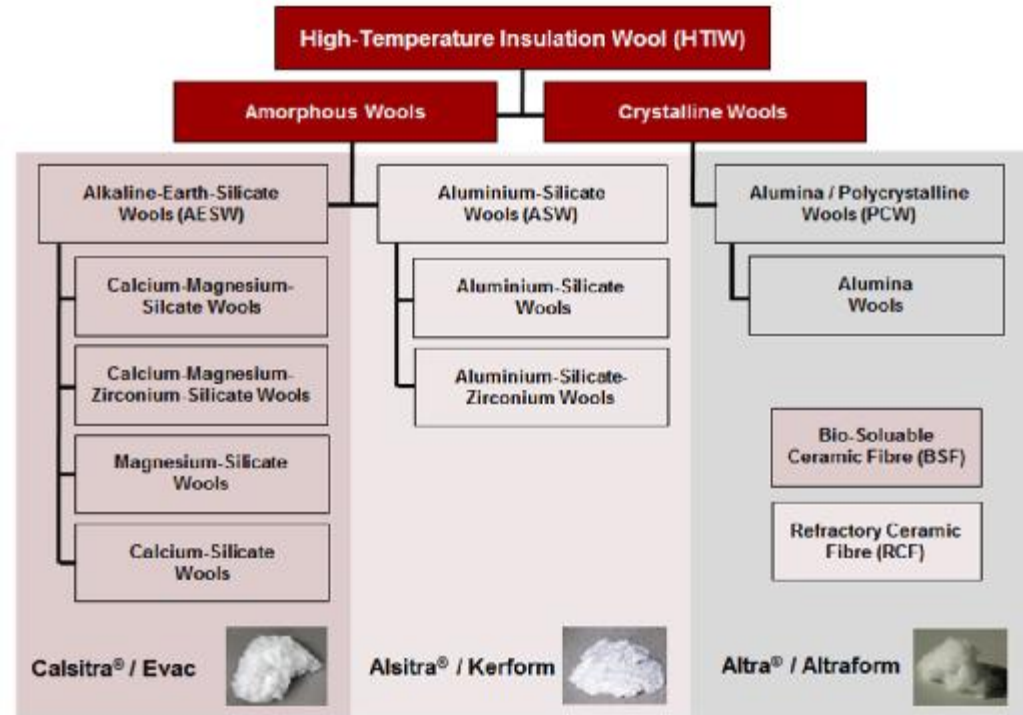 High-Temperature Insulation Wool (HTIW)
Amorphous Wools
Crystalline Wools
Alkaline-Earth-Silicate
Wools (AESW)
Calcium-Magnesium-
Silcate Wools
Calcium-Magnesium-
Zirconium-Silicate Wools
Magnesium-Silicate
Wools
Calcium-Silicate
Wools
Calsitra® / Evac
Aluminium-Silicate
Wools (ASW)
Aluminium-Silicate
Wools
Aluminium-Silicate-
Zirconium Wools
Alsitra® / Kerform
Alumina / Polycrystalline
Wools (PCW)
Alumina
Wools
Bio-Soluable
Ceramic Fibre (BSF)
Refractory Ceramic
Fibre (RCF)
Altra® / Altraform